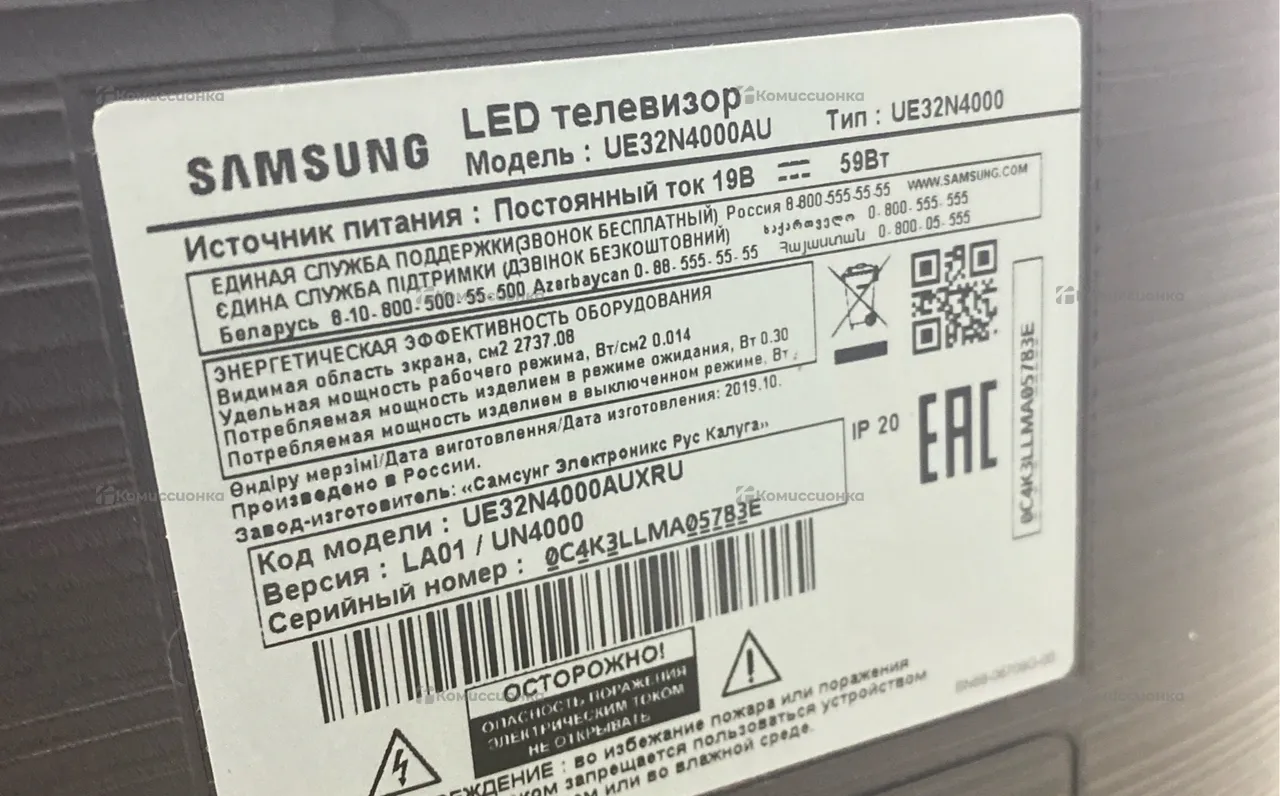 SAMSUNG
LED телевизор
Модель : UE32N4000AU Тип : UE32N4000
Источник питания : Постоянный ток 19В 59Вт
ЕДИНАЯ СЛУЖБА ПОДДЕРЖКИ(ЗВОНОК БЕСПЛАТНЫЙ) Россия 8-800-555-55-55 WWW.SAMSUNG.COM
ЄДИНА СЛУЖБА ПІДТРИМКИ (ДЗВІНОК БЕЗКОШТОВНИЙ) საქართველო 0-800-555-555
Беларусь 8-10-800-500-55-500 Azerbaycan 0-88-555-55-55 Հայաստան 0-800-05-555
ЭНЕРГЕТИЧЕСКАЯ ЭФФЕКТИВНОСТЬ ОБОРУДОВАНИЯ
Видимая область экрана, см2 2737.08
Удельная мощность рабочего режима, Вт/см2 0.014
Потребляемая мощность изделием в режиме ожидания, Вт 0.30
Потребляемая мощность изделием в выключенном режиме, Вт
Өндіру мерзімі/Дата виготовлення/Дата изготовления: 2019.10.
Произведено в России.
Завод-изготовитель: «Самсунг Электроникс Рус Калуга»
IP 20
EAC
0C4K3LLMA05783E
Код модели : UE32N4000AUXRU
Версия : LA01 / UN4000
Серийный номер : 0C4K3LLMA05783E
ОСТОРОЖНО!
ОПАСНОСТЬ ПОРАЖЕНИЯ
ЭЛЕКТРИЧЕСКИМ ТОКОМ
НЕ ОТКРЫВАТЬ
: во избежание пожара или поражения
запрещается пользоваться устройством
или во влажной среде.
Комиссионка
Комиссионка
Комиссионка
Комиссионка
Комиссионка
Комиссионка
Комиссионка
Комиссионка